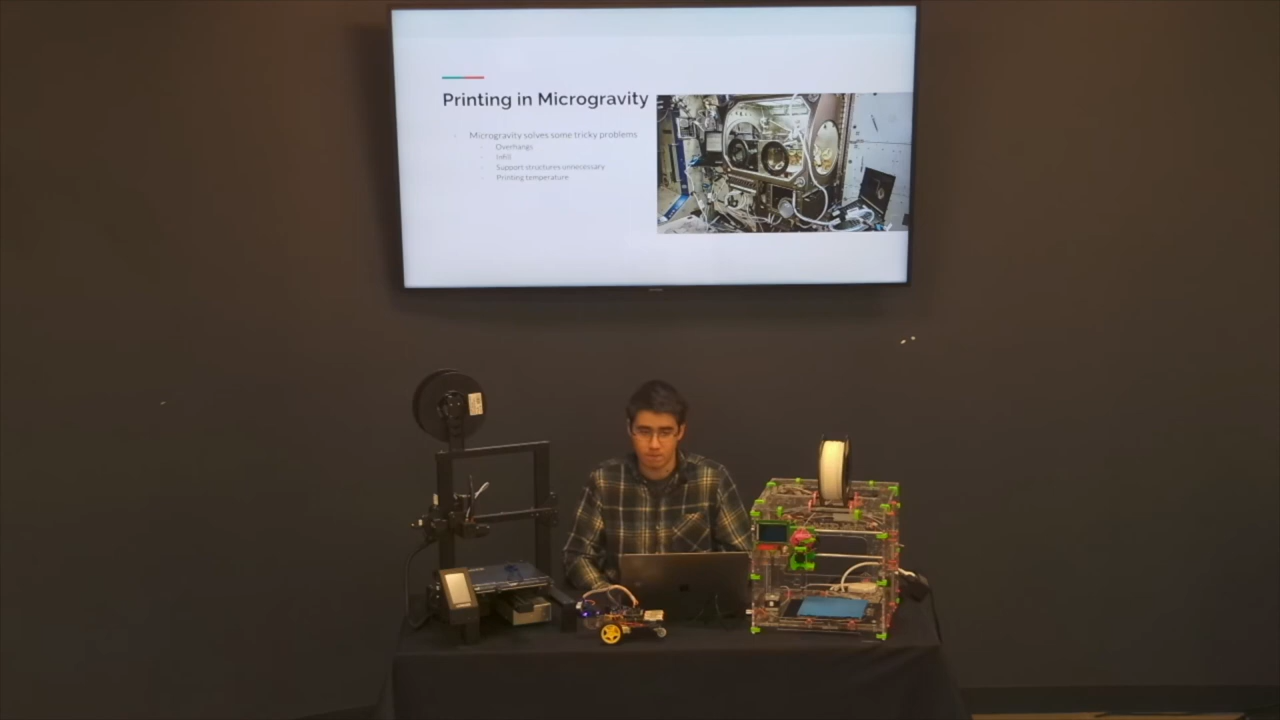 Printing in Microgravity
Microgravity solves some tricky problems
Overhangs
Infill
Support structures unnecessary
Printing temperature